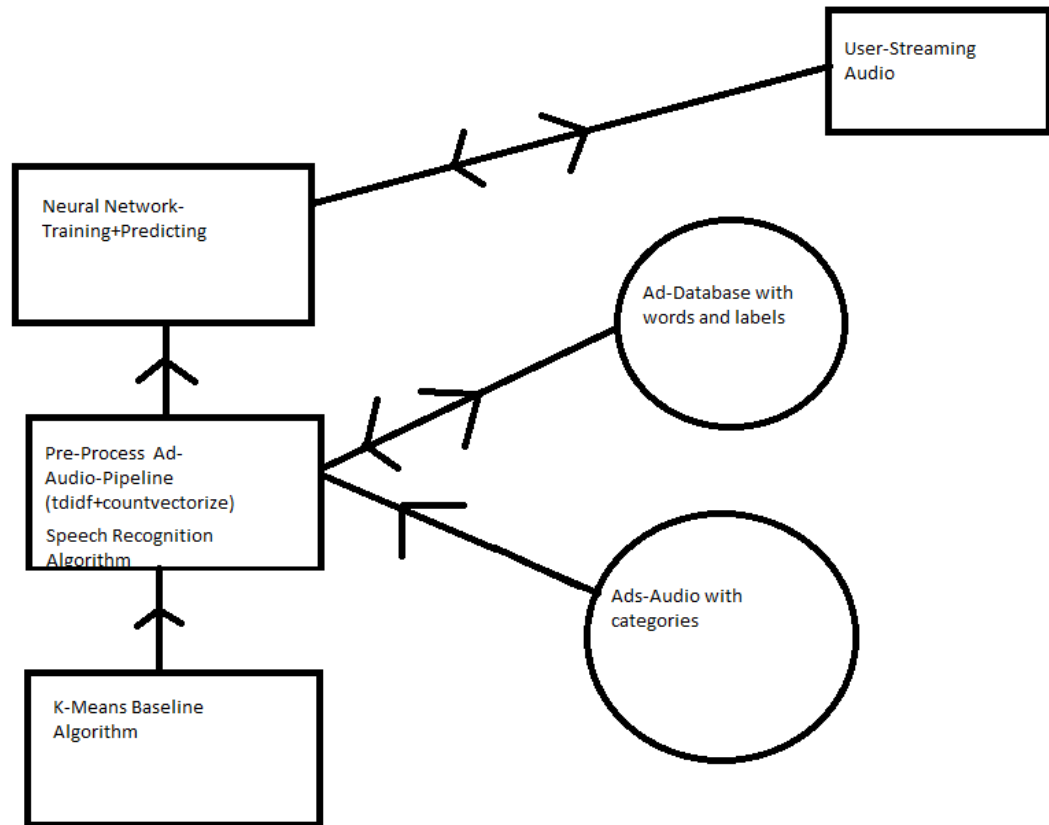 User-Streaming
Audio
Neural Network-
Training+Predicting
Ad-Database with
words and labels
Pre-Process Ad-
Audio-Pipeline
(tdidf+countvectorize)
Speech Recognition
Algorithm
Ads-Audio with
categories
K-Means Baseline
Algorithm